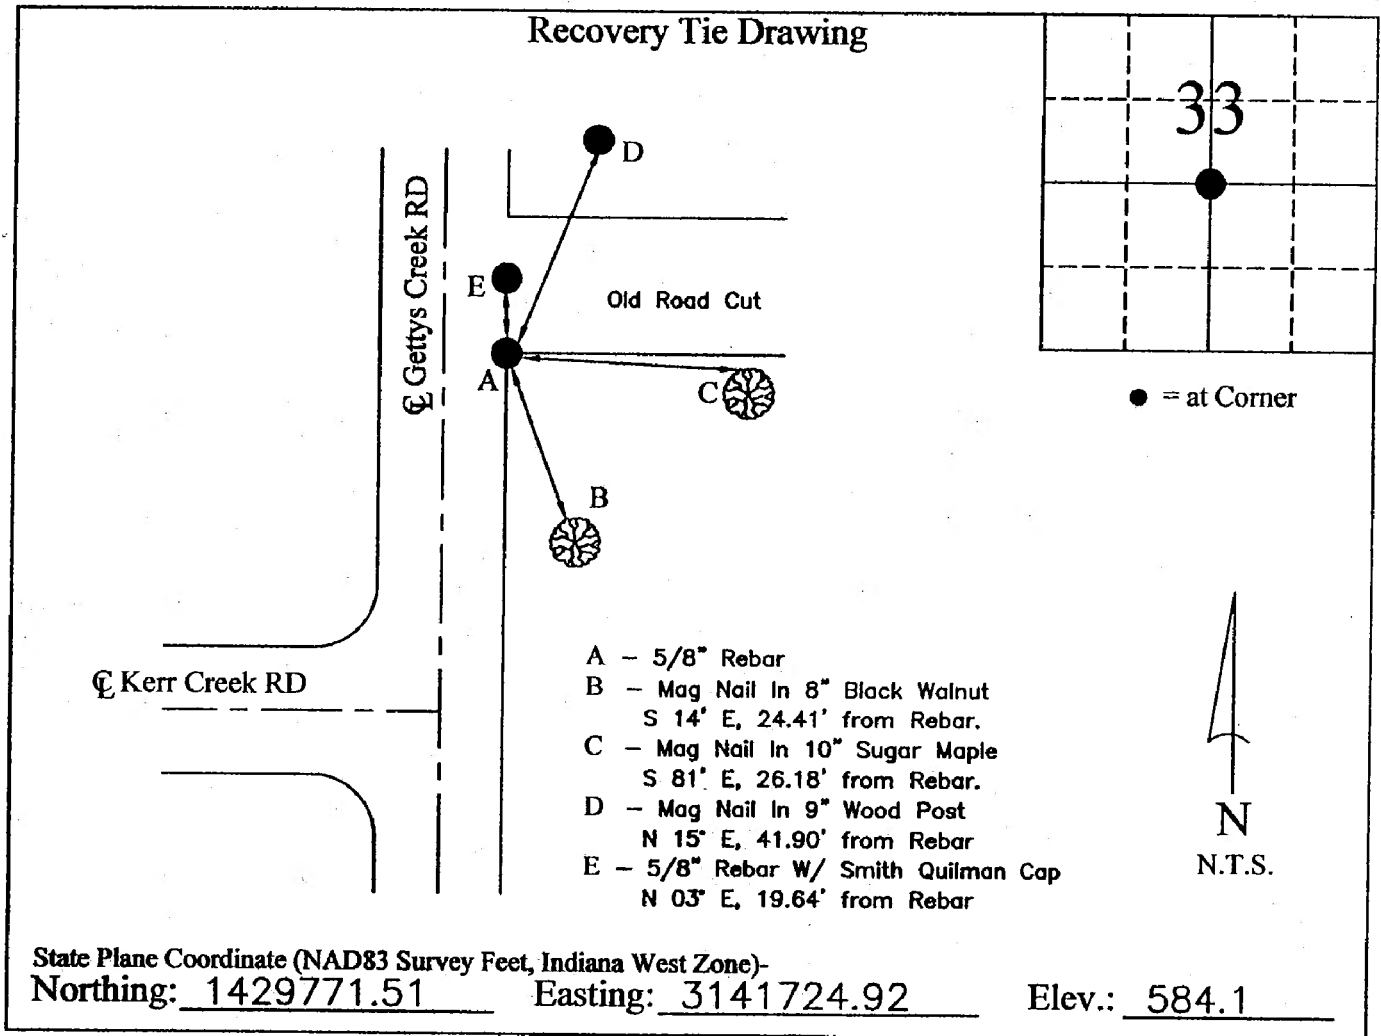 Recovery Tie Drawing
33
D
℄ Gettys Creek RD
E
Old Road Cut
A
C
● = at Corner
B
℄ Kerr Creek RD
A – 5/8" Rebar
B – Mag Nail In 8" Black Walnut
S 14° E, 24.41' from Rebar.
C – Mag Nail In 10" Sugar Maple
S 81° E, 26.18' from Rebar.
D – Mag Nail In 9" Wood Post
N 15° E, 41.90' from Rebar
E – 5/8" Rebar W/ Smith Quilman Cap
N 03° E, 19.64' from Rebar
N
N.T.S.
State Plane Coordinate (NAD83 Survey Feet, Indiana West Zone)-
Northing: 1429771.51 Easting: 3141724.92 Elev.: 584.1